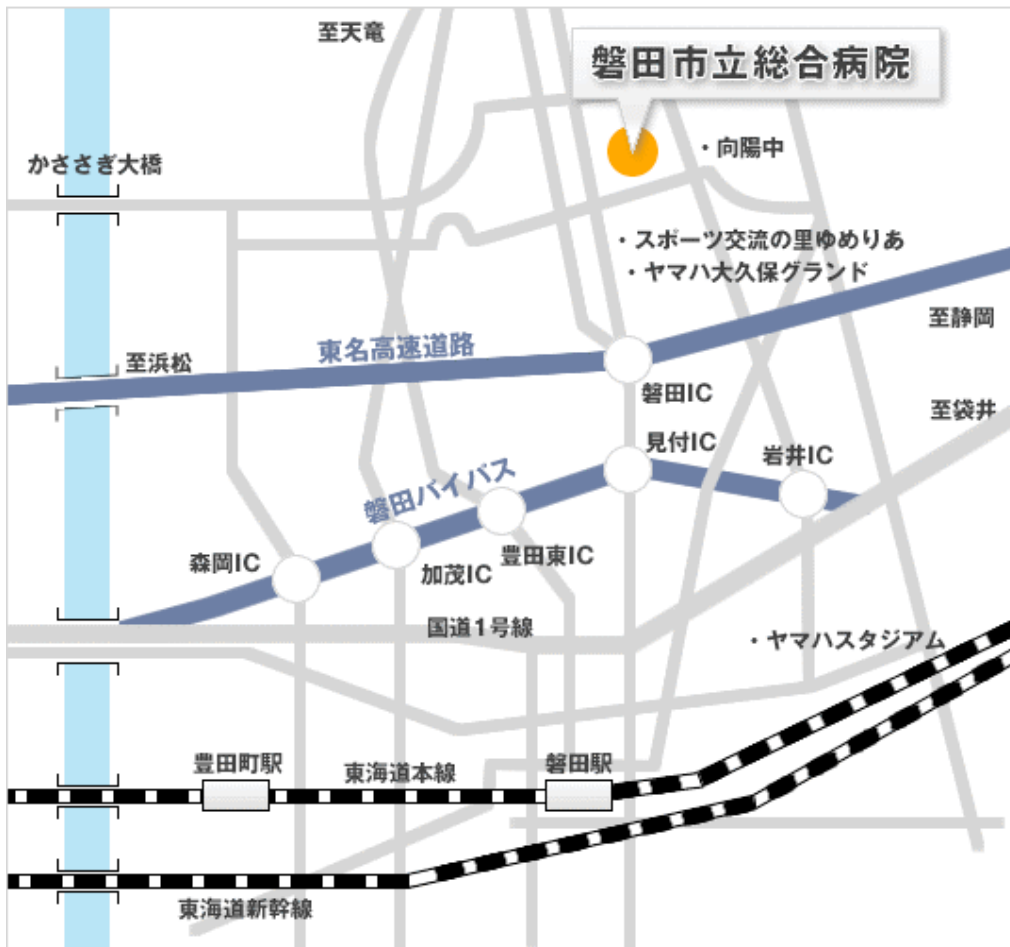 至天竜
磐田市立総合病院
・向陽中
かささぎ大橋
・スポーツ交流の里ゆめりあ
・ヤマハ大久保グランド
至静岡
東名高速道路
至浜松
磐田IC
至袋井
見付IC
岩井IC
磐田バイパス
豊田東IC
森岡IC
加茂IC
国道1号線
・ヤマハスタジアム
豊田町駅
東海道本線
磐田駅
東海道新幹線